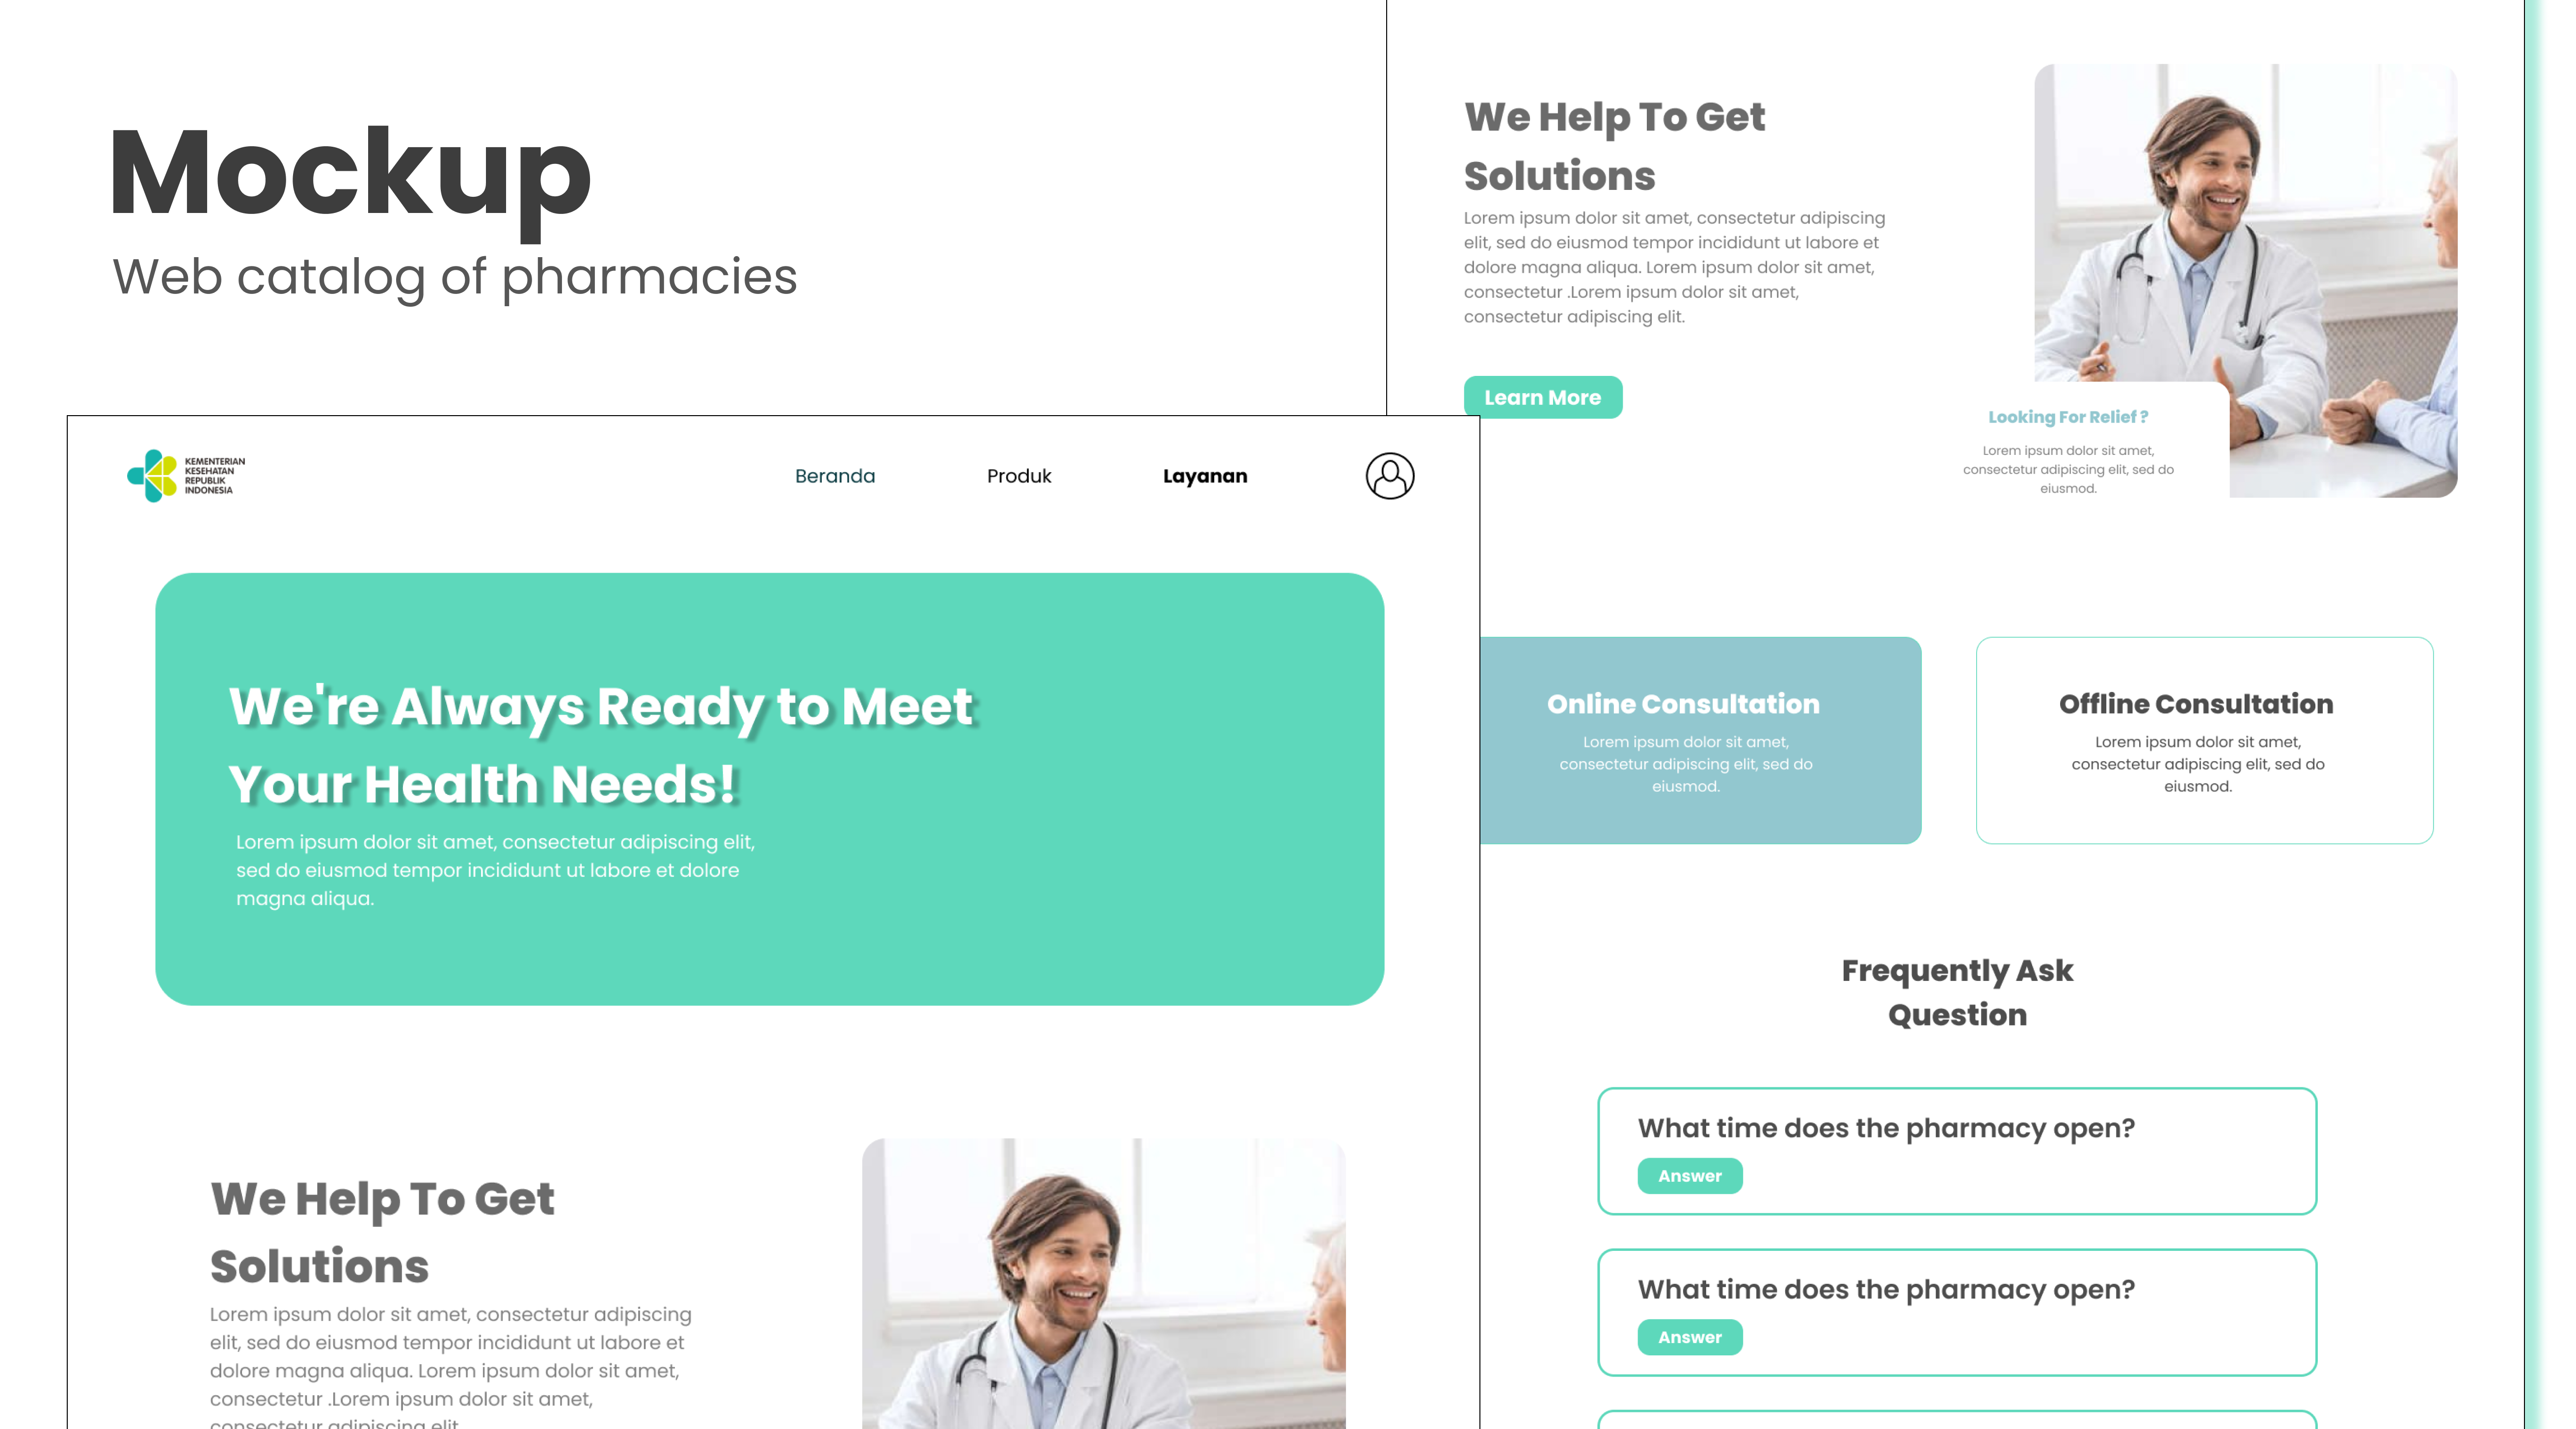 Mockup
Web catalog of pharmacies
We Help To Get
Solutions
Lorem ipsum dolor sit amet, consectetur adipiscing
elit, sed do eiusmod tempor incididunt ut labore et
dolore magna aliqua. Lorem ipsum dolor sit amet,
consectetur .Lorem ipsum dolor sit amet,
consectetur adipiscing elit.
Learn More
Looking For Relief ?
Lorem ipsum dolor sit amet,
consectetur adipiscing elit, sed do
eiusmod.
KEMENTERIAN
KESEHATAN
REPUBLIK
INDONESIA
Beranda
Produk
Layanan
We're Always Ready to Meet
Your Health Needs!
Lorem ipsum dolor sit amet, consectetur adipiscing elit,
sed do eiusmod tempor incididunt ut labore et dolore
magna aliqua.
Online Consultation
Lorem ipsum dolor sit amet,
consectetur adipiscing elit, sed do
eiusmod.
Offline Consultation
Lorem ipsum dolor sit amet,
consectetur adipiscing elit, sed do
eiusmod.
Frequently Ask
Question
What time does the pharmacy open?
Answer
What time does the pharmacy open?
Answer
We Help To Get
Solutions
Lorem ipsum dolor sit amet, consectetur adipiscing
elit, sed do eiusmod tempor incididunt ut labore et
dolore magna aliqua. Lorem ipsum dolor sit amet,
consectetur .Lorem ipsum dolor sit amet,
consectetur adipiscing elit